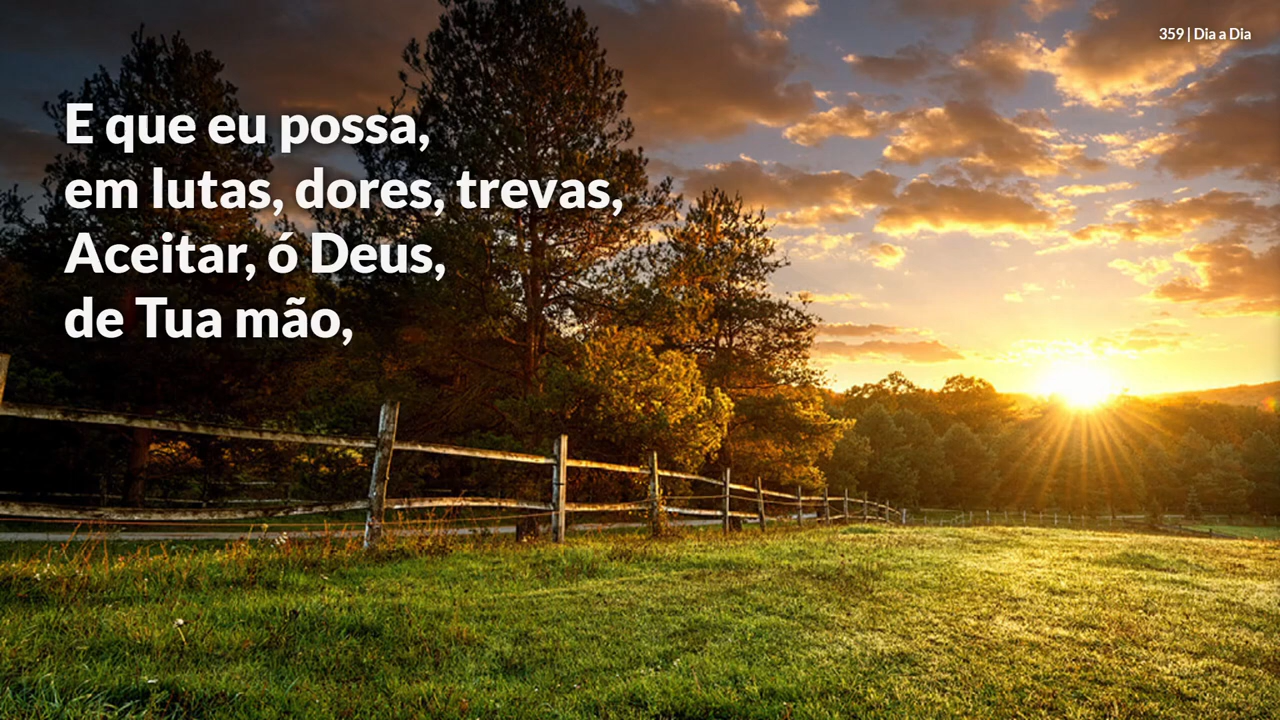 359 | Dia a Dia
E que eu possa,
em lutas, dores, trevas,
Aceitar, ó Deus,
de Tua mão,